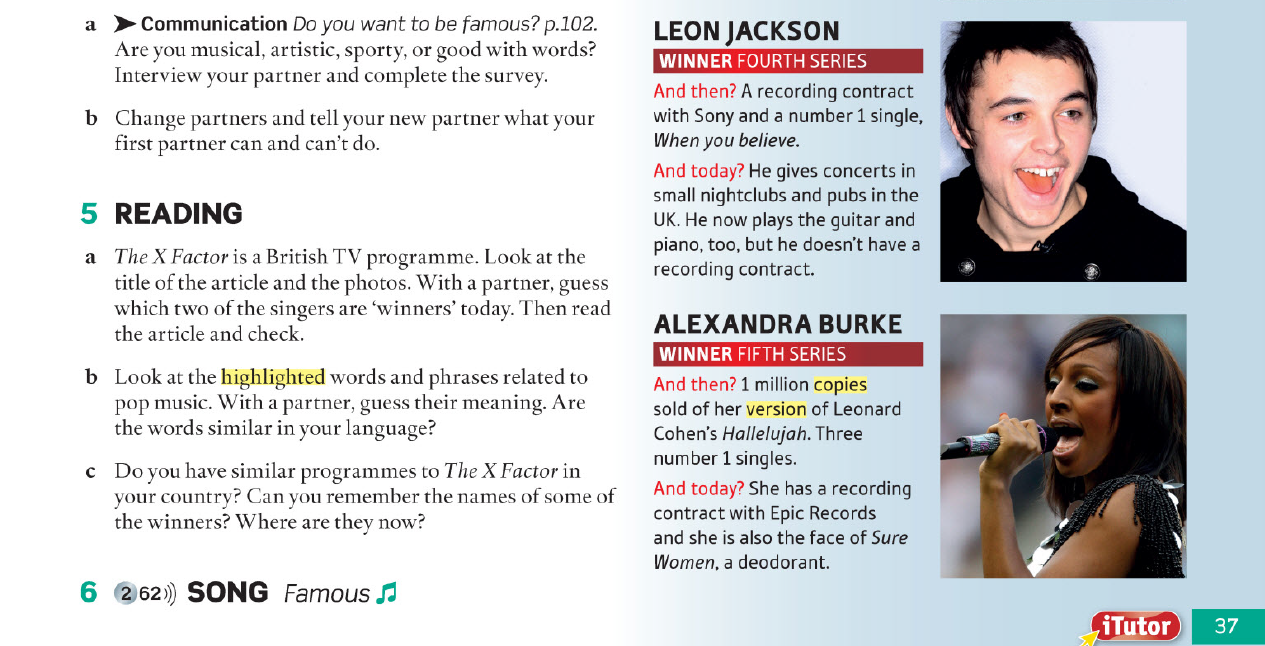 a ➤ Communication Do you want to be famous? p.102.
Are you musical, artistic, sporty, or good with words?
Interview your partner and complete the survey.
b Change partners and tell your new partner what your
first partner can and can't do.
5 READING
a The X Factor is a British TV programme. Look at the
title of the article and the photos. With a partner, guess
which two of the singers are ‘winners’ today. Then read
the article and check.
b Look at the highlighted words and phrases related to
pop music. With a partner, guess their meaning. Are
the words similar in your language?
c Do you have similar programmes to The X Factor in
your country? Can you remember the names of some of
the winners? Where are they now?
6 2 62)) SONG Famous ♫
LEON JACKSON
WINNER FOURTH SERIES
And then? A recording contract
with Sony and a number 1 single,
When you believe.
And today? He gives concerts in
small nightclubs and pubs in the
UK. He now plays the guitar and
piano, too, but he doesn't have a
recording contract.
ALEXANDRA BURKE
WINNER FIFTH SERIES
And then? 1 million copies
sold of her version of Leonard
Cohen's Hallelujah. Three
number 1 singles.
And today? She has a recording
contract with Epic Records
and she is also the face of Sure
Women, a deodorant.
iTutor
37